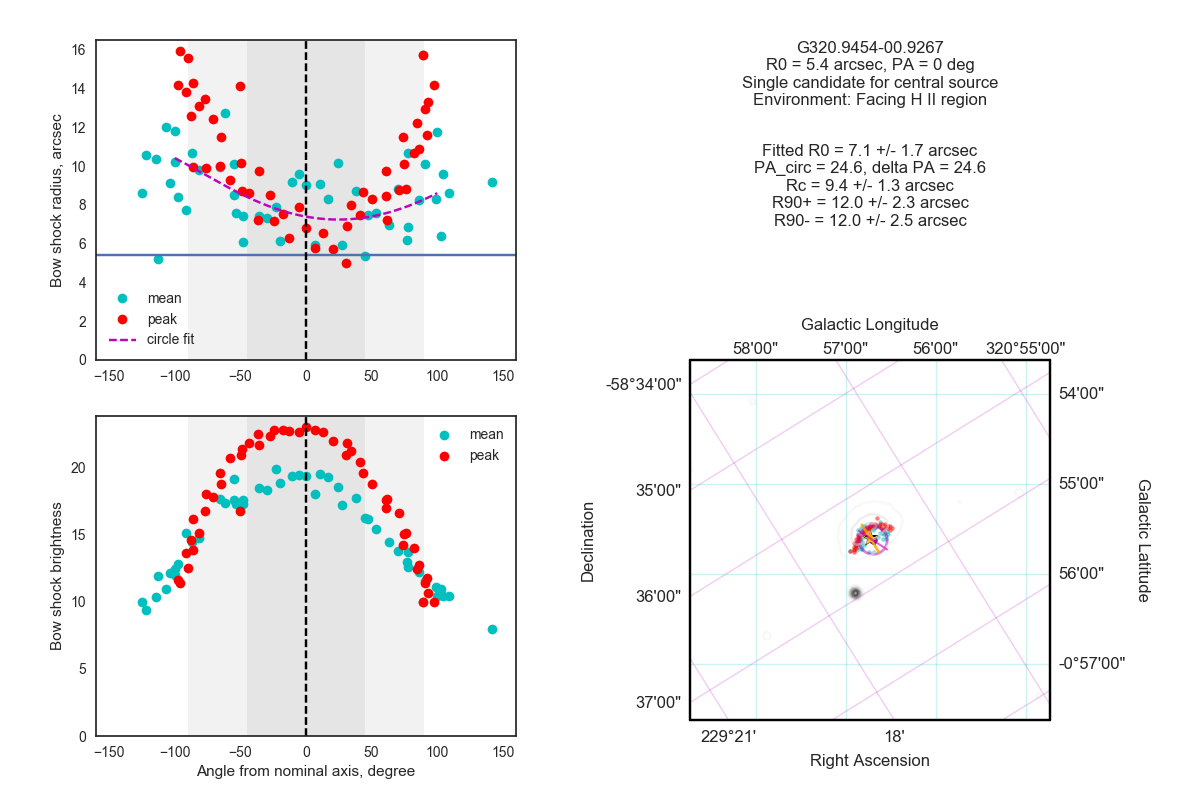 16
14
12
10
8
6
4
2
0
Bow shock radius, arcsec
mean
peak
circle fit
−150
−100
−50
0
50
100
150
20
15
10
5
0
Bow shock brightness
mean
peak
−150
−100
−50
0
50
100
150
Angle from nominal axis, degree
G320.9454-00.9267
R0 = 5.4 arcsec, PA = 0 deg
Single candidate for central source
Environment: Facing H II region
Fitted R0 = 7.1 +/- 1.7 arcsec
PA_circ = 24.6, delta PA = 24.6
Rc = 9.4 +/- 1.3 arcsec
R90+ = 12.0 +/- 2.3 arcsec
R90- = 12.0 +/- 2.5 arcsec
Galactic Longitude
58'00" 57'00" 56'00" 320°55'00"
-58°34'00"
35'00"
36'00"
37'00"
Declination
54'00"
55'00"
56'00"
-0°57'00"
Galactic Latitude
229°21' 18'
Right Ascension